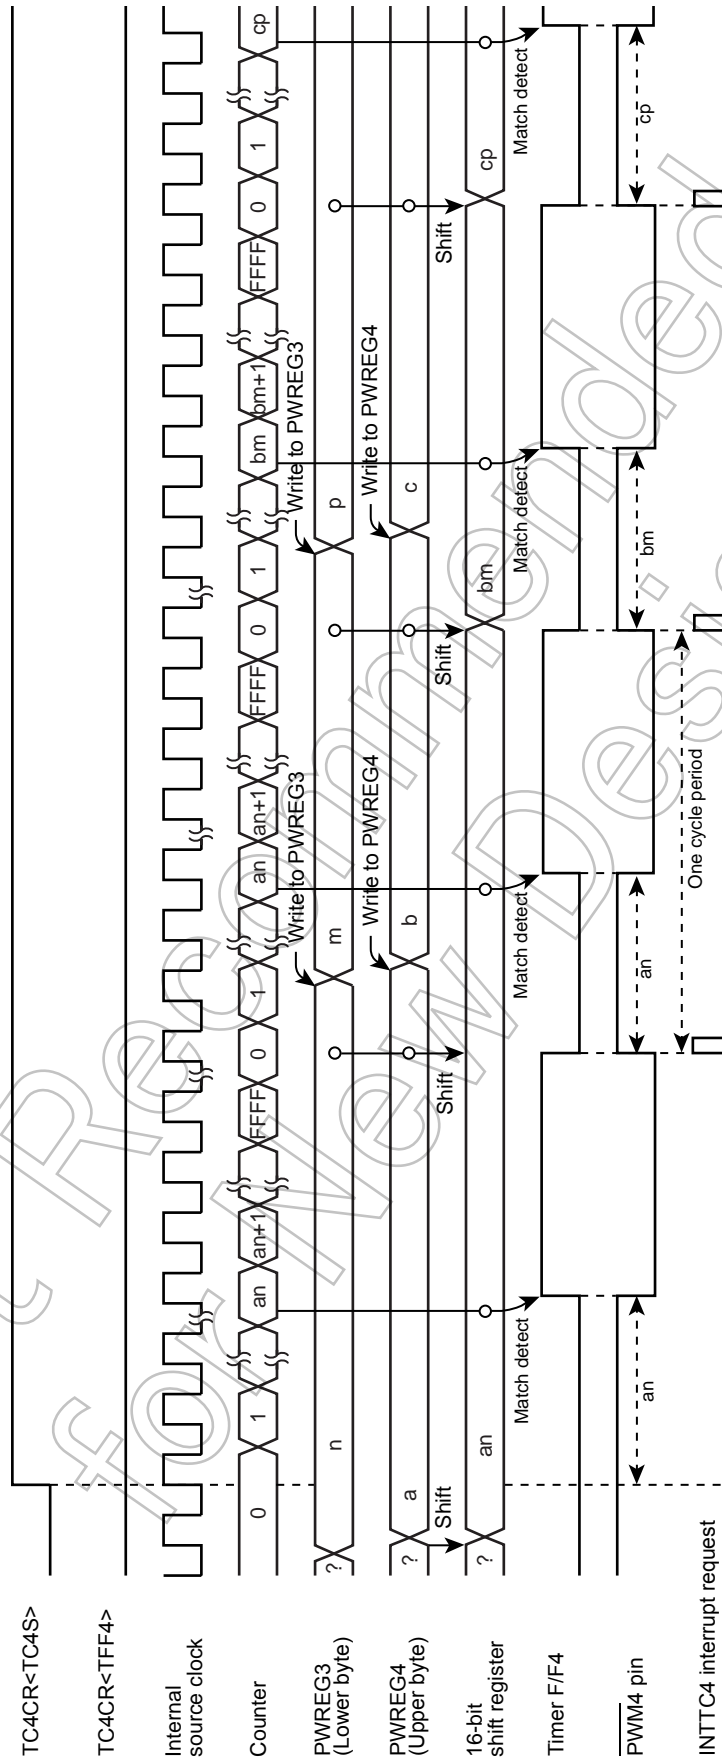 TC4CR<TC4S>
TC4CR<TFF4>
Internal
source clock
Counter
0 1 an an+1 FFFF 0 1 an an+1 FFFF 0 1 bm bm+1 FFFF 0 1 cp
Write to PWREG3 Write to PWREG3
PWREG3
(Lower byte)
? n m p
Write to PWREG4 Write to PWREG4
PWREG4
(Upper byte)
? a b c
Shift Shift Shift Shift
16-bit
shift register
? an bm cp
Match detect Match detect Match detect Match detect
Timer F/F4
PWM4 pin
an an bm cp
One cycle period
INTTC4 interrupt request
t Recommended
for New Desi